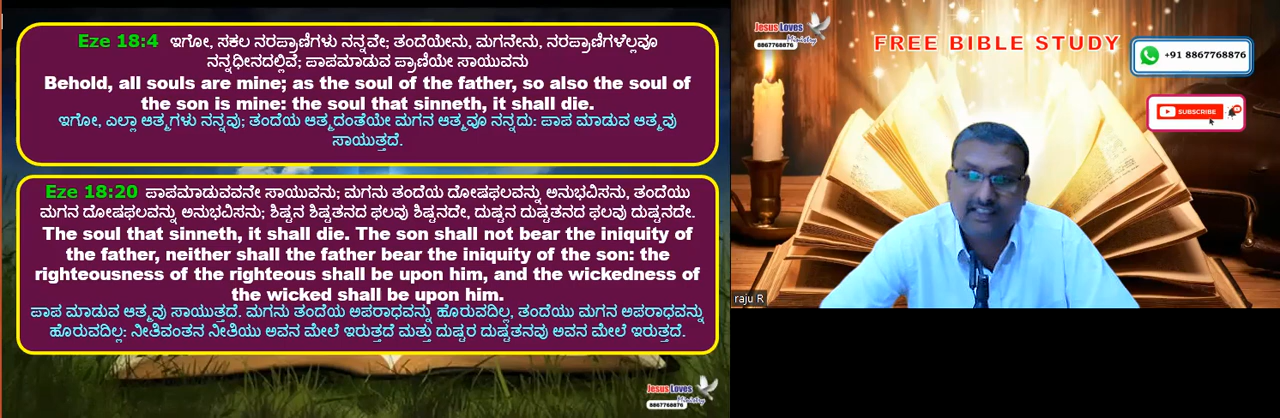 Eze 18:4 ಇಗೋ, ಸಕಲ ನರಪ್ರಾಣಿಗಳು ನನ್ನವೇ; ತಂದೆಯೇನು, ಮಗನೇನು, ನರಪ್ರಾಣಿಗಳೆಲ್ಲವೂ
ನನ್ನಧೀನದಲ್ಲಿವೆ; ಪಾಪಮಾಡುವ ಪ್ರಾಣಿಯೇ ಸಾಯುವನು
Behold, all souls are mine; as the soul of the father, so also the soul of
the son is mine: the soul that sinneth, it shall die.
ಇಗೋ, ಎಲ್ಲಾ ಆತ್ಮಗಳು ನನ್ನವು; ತಂದೆಯ ಆತ್ಮದಂತೆಯೇ ಮಗನ ಆತ್ಮವೂ ನನ್ನದು: ಪಾಪ ಮಾಡುವ ಆತ್ಮವು
ಸಾಯುತ್ತದೆ.
Eze 18:20 ಪಾಪಮಾಡುವವನೇ ಸಾಯುವನು; ಮಗನು ತಂದೆಯ ದೋಷಫಲವನ್ನು ಅನುಭವಿಸನು, ತಂದೆಯು
ಮಗನ ದೋಷಫಲವನ್ನು ಅನುಭವಿಸನು; ಶಿಷ್ಟನ ಶಿಷ್ಟತನದ ಫಲವು ಶಿಷ್ಟನದೇ, ದುಷ್ಟನ ದುಷ್ಟತನದ ಫಲವು ದುಷ್ಟನದೇ.
The soul that sinneth, it shall die. The son shall not bear the iniquity of
the father, neither shall the father bear the iniquity of the son: the
righteousness of the righteous shall be upon him, and the wickedness of
the wicked shall be upon him.
ಪಾಪ ಮಾಡುವ ಆತ್ಮವು ಸಾಯುತ್ತದೆ. ಮಗನು ತಂದೆಯ ಅಪರಾಧವನ್ನು ಹೊರುವದಿಲ್ಲ, ತಂದೆಯು ಮಗನ ಅಪರಾಧವನ್ನು
ಹೊರುವದಿಲ್ಲ: ನೀತಿವಂತನ ನೀತಿಯು ಅವನ ಮೇಲೆ ಇರುತ್ತದೆ ಮತ್ತು ದುಷ್ಟರ ದುಷ್ಟತನವು ಅವನ ಮೇಲೆ ಇರುತ್ತದೆ.
Jesus Loves
Ministry
8867768876
Jesus Loves
Ministry
8867768876
FREE BIBLE STUDY
+91 8867768876
SUBSCRIBE
raju R